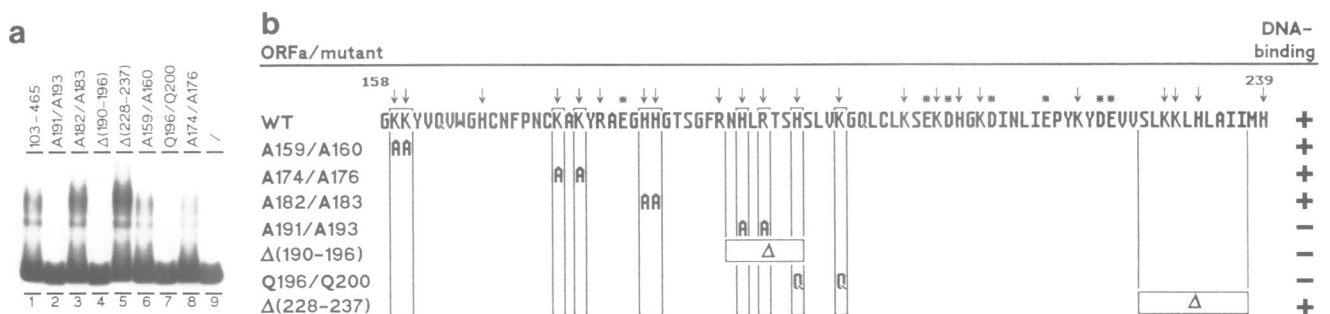 a
103-465
A191/A193
A182/A183
Δ(190-196)
Δ(228-237)
A159/A160
Q196/Q200
A174/A176
/
1 2 3 4 5 6 7 8 9
b
ORFa/mutant DNA-binding
158 239
WT GKKYVQVWGHCNFPNCKAKYRAEGHHGTSGFRNHLRTSHSLVKGQLCLKSEKDHGKDINLIEPYKYDEVVSLKKLHLAIIMH +
A159/A160 AA +
A174/A176 A A +
A182/A183 AA +
A191/A193 A A −
Δ(190-196) Δ −
Q196/Q200 Q Q −
Δ(228-237) Δ +